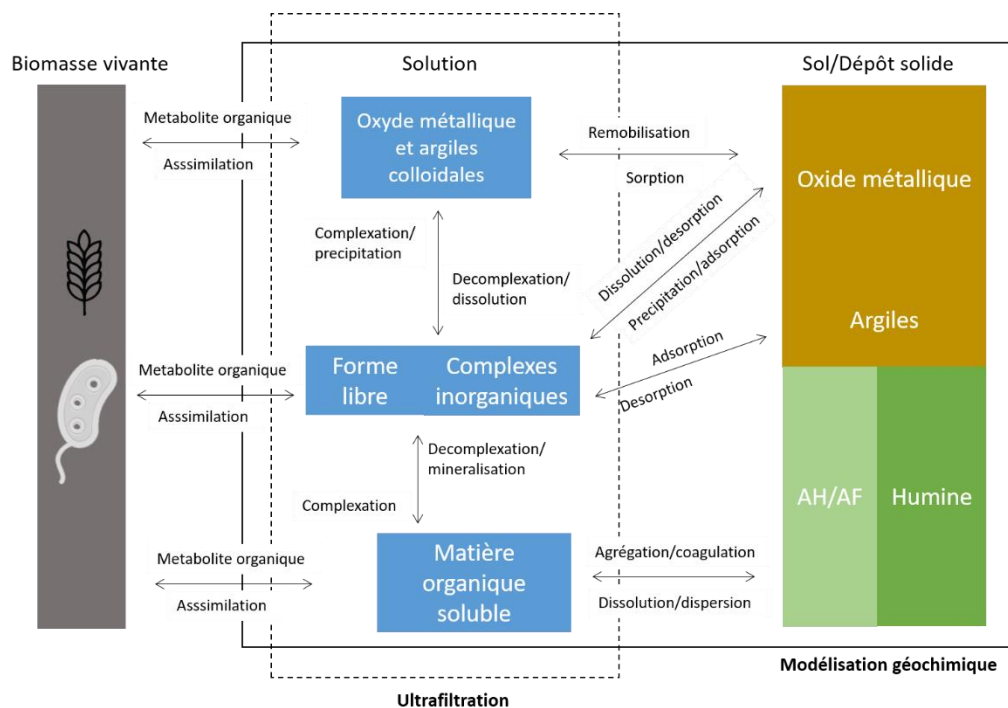 Biomasse vivante
Solution
Sol/Dépôt solide
Metabolite organique
Asssimilation
Oxyde métallique
et argiles
colloidales
Remobilisation
Sorption
Oxide métallique
Complexation/
precipitation
Decomplexation/
dissolution
Dissolution/desorption
Precipitation/adsorption
Argiles
Metabolite organique
Asssimilation
Forme
libre
Complexes
inorganiques
Adsorption
Desorption
Decomplexation/
mineralisation
Complexation
AH/AF
Humine
Metabolite organique
Asssimilation
Matière
organique
soluble
Agrégation/coagulation
Dissolution/dispersion
Modélisation géochimique
Ultrafiltration